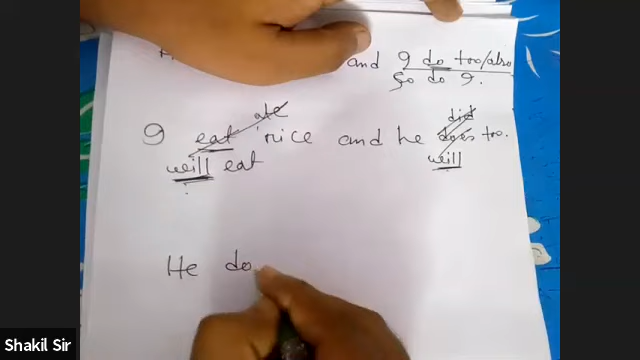 and I do too/also
So do I.
ate did
I eat rice and he does too.
will eat will
He do
Shakil Sir